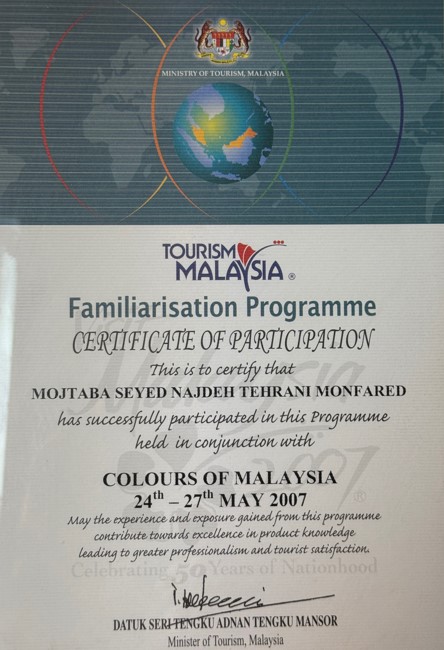 MINISTRY OF TOURISM, MALAYSIA
TOURISM
MALAYSIA ®
Familiarisation Programme
CERTIFICATE OF PARTICIPATION
This is to certify that
MOJTABA SEYED NAJDEH TEHRANI MONFARED
has successfully participated in this Programme
held in conjunction with
COLOURS OF MALAYSIA
24th – 27th MAY 2007
May the experience and exposure gained from this programme
contribute towards excellence in product knowledge
leading to greater professionalism and tourist satisfaction.
Celebrating 50 Years of Nationhood
DATUK SERI TENGKU ADNAN TENGKU MANSOR
Minister of Tourism, Malaysia